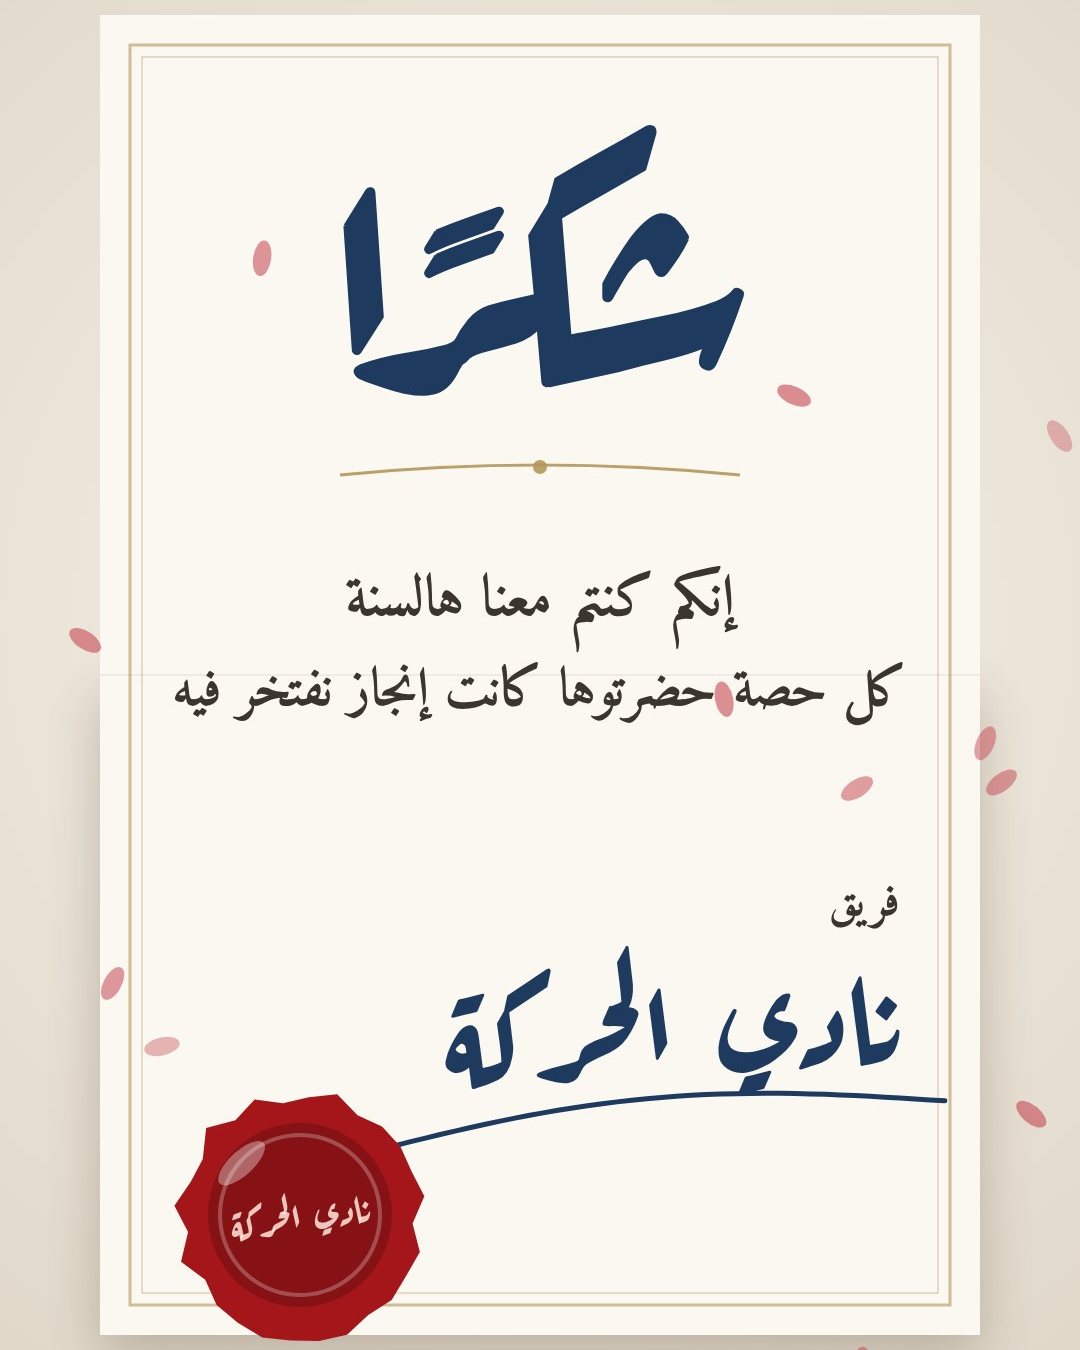 شكرًا
إنكم كنتم معنا هالسنة
كل حصة حضرتوها كانت إنجاز نفتخر فيه
فريق
نادي الحركة
نادي الحركة